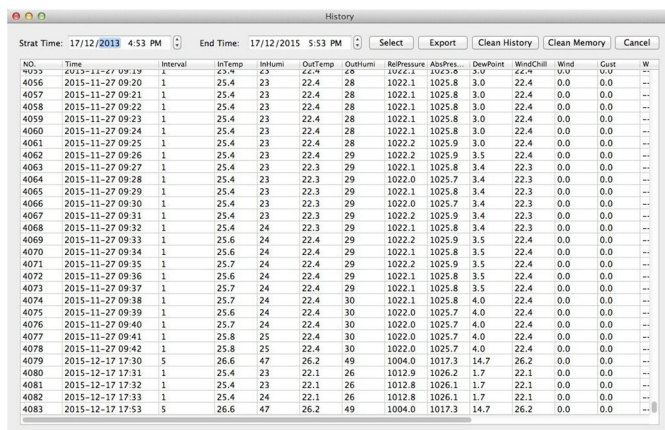 History
Strat Time: 17/12/2013 4:53 PM End Time: 17/12/2015 5:53 PM Select Export Clean History Clean Memory Cancel
NO. Time Interval InTemp InHumi OutTemp OutHumi RelPressure AbsPres... DewPoint WindChill Wind Gust W
4055 2015-11-27 09:19 1 25.4 23 22.4 28 1022.1 1025.8 3.0 22.4 0.0 0.0 --
4056 2015-11-27 09:20 1 25.4 23 22.4 28 1022.1 1025.8 3.0 22.4 0.0 0.0 --
4057 2015-11-27 09:21 1 25.4 23 22.4 28 1022.1 1025.8 3.0 22.4 0.0 0.0 --
4058 2015-11-27 09:22 1 25.4 23 22.4 28 1022.1 1025.8 3.0 22.4 0.0 0.0 --
4059 2015-11-27 09:23 1 25.4 23 22.4 28 1022.1 1025.8 3.0 22.4 0.0 0.0 --
4060 2015-11-27 09:24 1 25.4 23 22.4 28 1022.1 1025.8 3.0 22.4 0.0 0.0 --
4061 2015-11-27 09:25 1 25.4 23 22.4 28 1022.2 1025.9 3.0 22.4 0.0 0.0 --
4062 2015-11-27 09:26 1 25.4 23 22.4 29 1022.2 1025.9 3.5 22.4 0.0 0.0 --
4063 2015-11-27 09:27 1 25.4 23 22.3 29 1022.1 1025.8 3.4 22.3 0.0 0.0 --
4064 2015-11-27 09:28 1 25.4 23 22.3 29 1022.0 1025.7 3.4 22.3 0.0 0.0 --
4065 2015-11-27 09:29 1 25.4 23 22.3 29 1022.1 1025.8 3.4 22.3 0.0 0.0 --
4066 2015-11-27 09:30 1 25.4 23 22.3 29 1022.0 1025.7 3.4 22.3 0.0 0.0 --
4067 2015-11-27 09:31 1 25.4 23 22.3 29 1022.2 1025.9 3.4 22.3 0.0 0.0 --
4068 2015-11-27 09:32 1 25.4 24 22.3 29 1022.1 1025.8 3.4 22.3 0.0 0.0 --
4069 2015-11-27 09:33 1 25.6 24 22.4 29 1022.2 1025.9 3.5 22.4 0.0 0.0 --
4070 2015-11-27 09:34 1 25.6 24 22.4 29 1022.1 1025.8 3.5 22.4 0.0 0.0 --
4071 2015-11-27 09:35 1 25.7 24 22.4 29 1022.2 1025.9 3.5 22.4 0.0 0.0 --
4072 2015-11-27 09:36 1 25.6 24 22.4 29 1022.1 1025.8 3.5 22.4 0.0 0.0 --
4073 2015-11-27 09:37 1 25.7 24 22.4 29 1022.1 1025.8 3.5 22.4 0.0 0.0 --
4074 2015-11-27 09:38 1 25.7 24 22.4 30 1022.1 1025.8 4.0 22.4 0.0 0.0 --
4075 2015-11-27 09:39 1 25.6 24 22.4 30 1022.0 1025.7 4.0 22.4 0.0 0.0 --
4076 2015-11-27 09:40 1 25.7 24 22.4 30 1022.0 1025.7 4.0 22.4 0.0 0.0 --
4077 2015-11-27 09:41 1 25.8 25 22.4 30 1022.0 1025.7 4.0 22.4 0.0 0.0 --
4078 2015-11-27 09:42 1 25.8 25 22.4 30 1022.0 1025.7 4.0 22.4 0.0 0.0 --
4079 2015-12-17 17:30 5 26.6 47 26.2 49 1004.0 1017.3 14.7 26.2 0.0 0.0 --
4080 2015-12-17 17:31 1 25.4 23 22.1 26 1012.9 1026.2 1.7 22.1 0.0 0.0 --
4081 2015-12-17 17:32 1 25.4 23 22.1 26 1012.8 1026.1 1.7 22.1 0.0 0.0 --
4082 2015-12-17 17:33 1 25.4 24 22.1 26 1012.8 1026.1 1.7 22.1 0.0 0.0 --
4083 2015-12-17 17:53 5 26.6 47 26.2 49 1004.0 1017.3 14.7 26.2 0.0 0.0 --